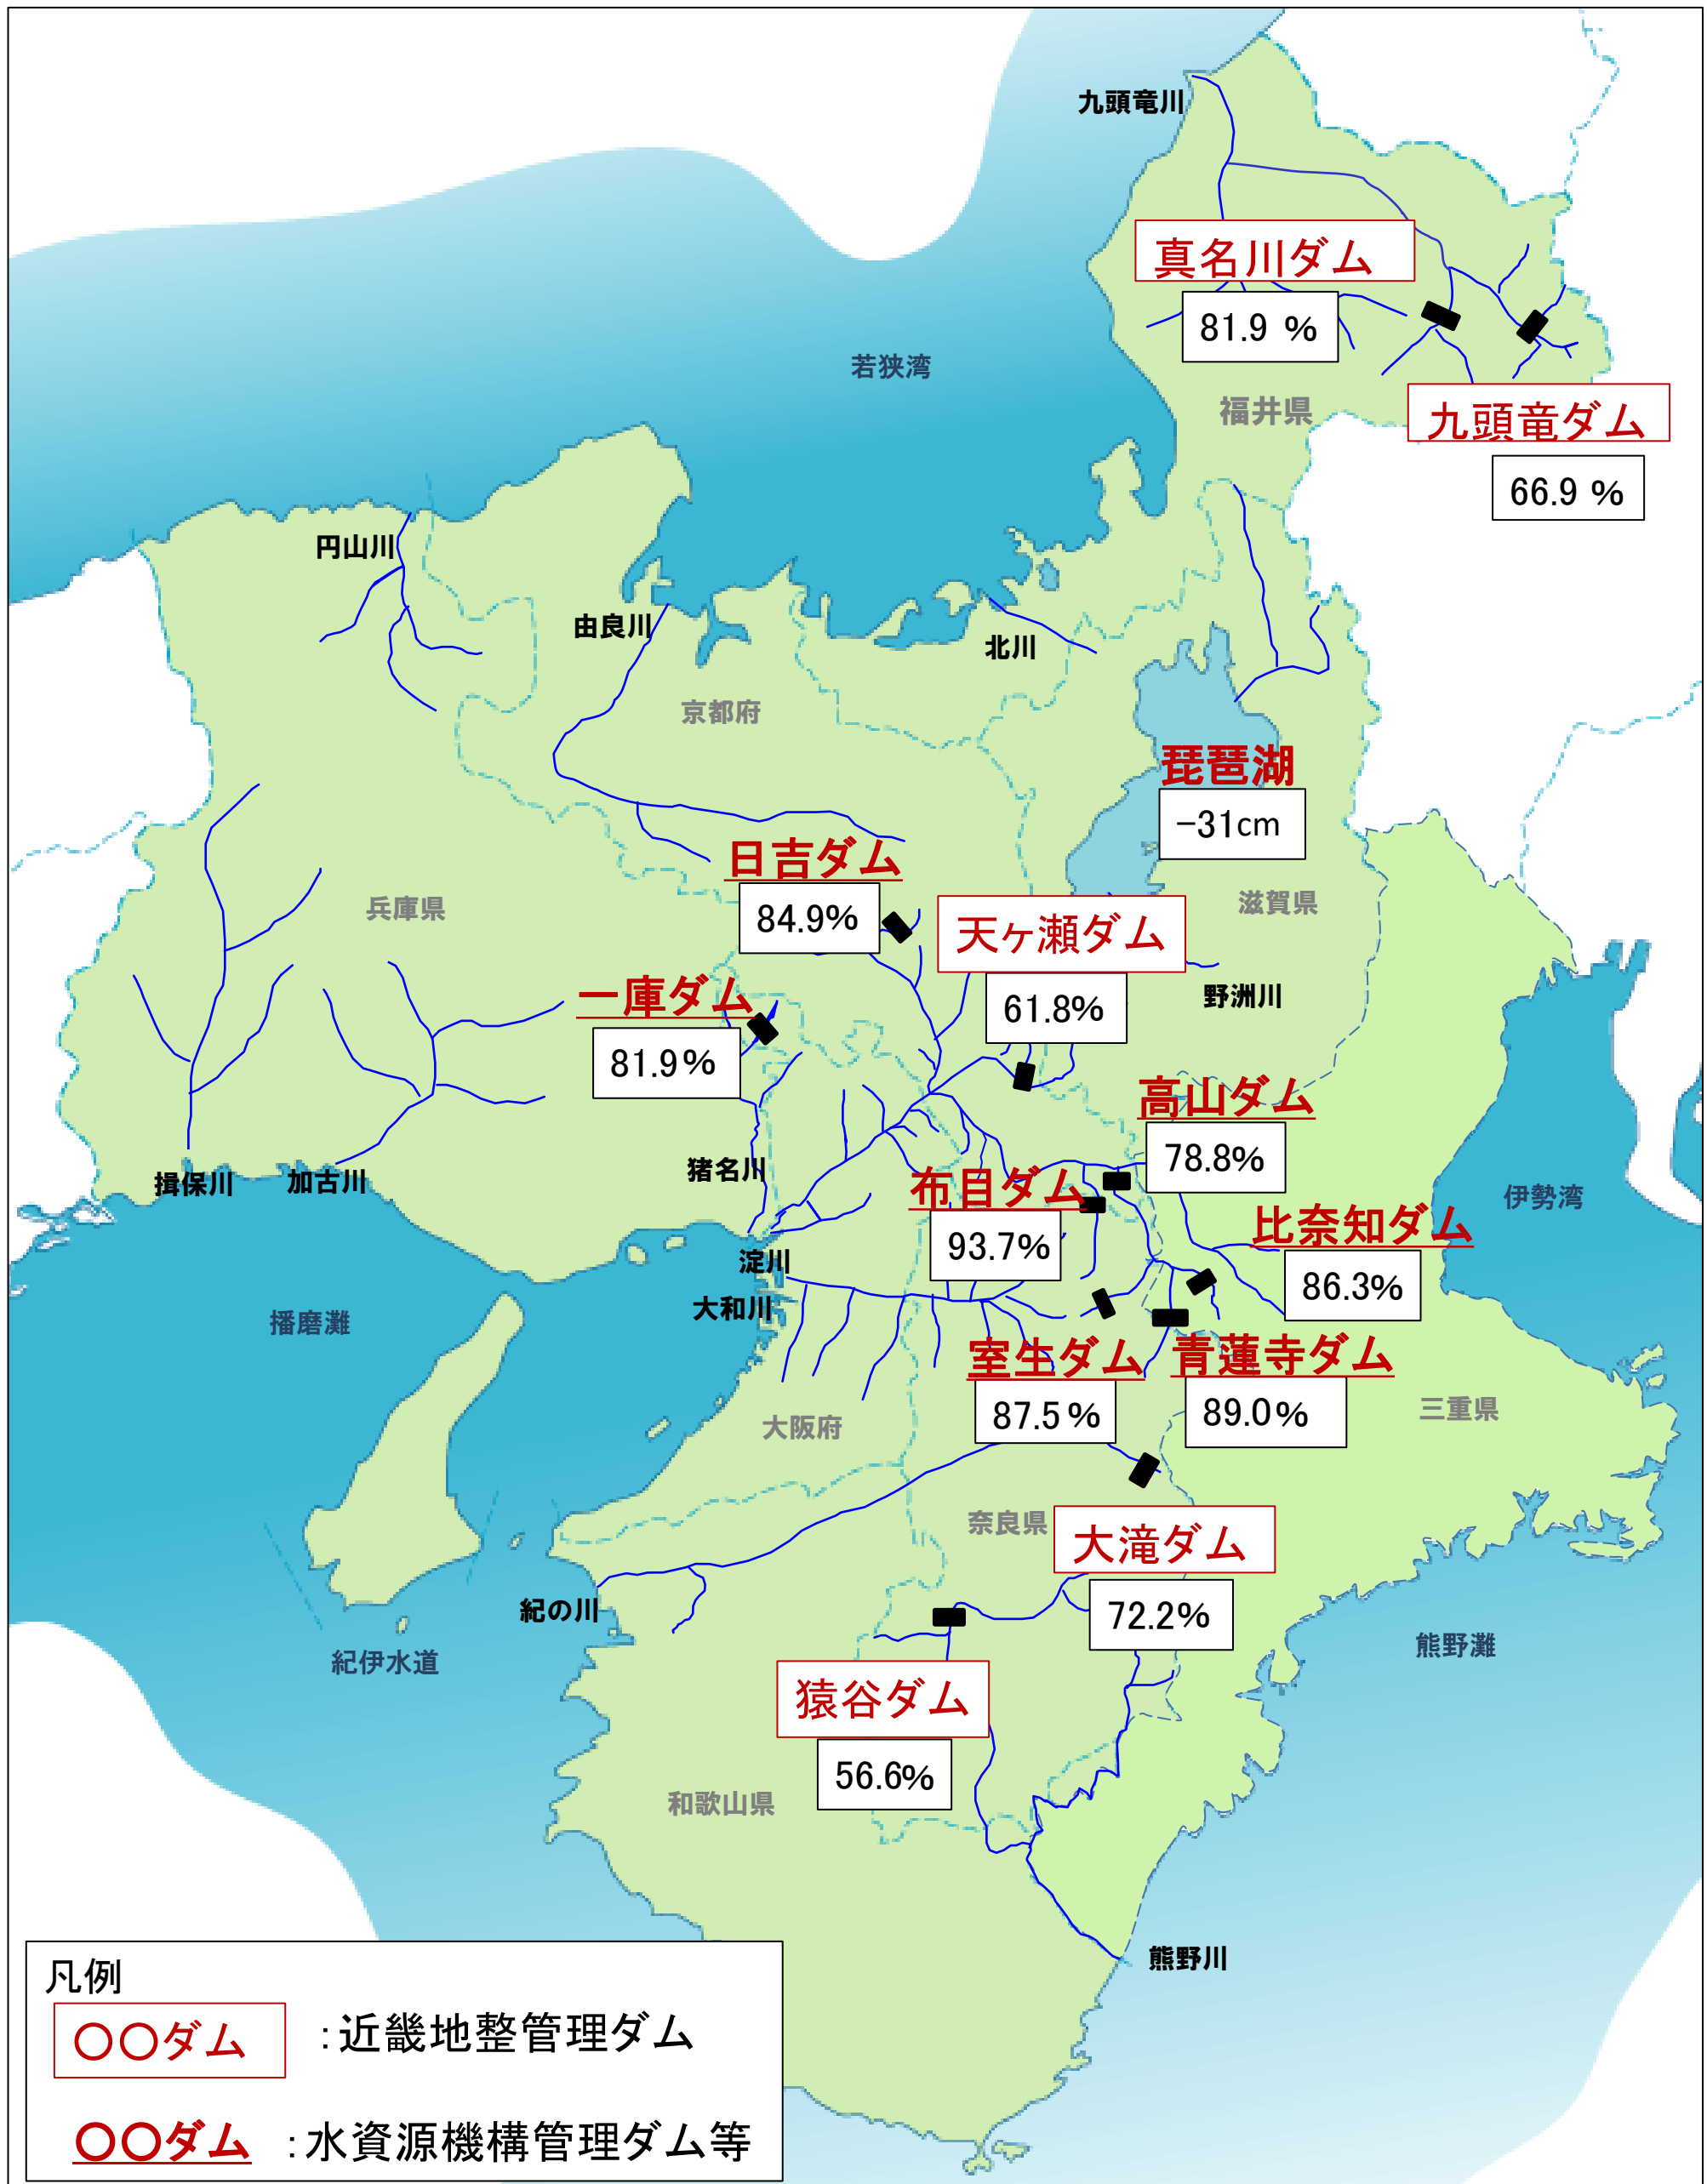 九頭竜川
真名川ダム
81.9 %
若狭湾
福井県
九頭竜ダム
66.9 %
円山川
由良川
北川
京都府
琵琶湖
-31cm
日吉ダム
84.9%
兵庫県
滋賀県
天ヶ瀬ダム
61.8%
一庫ダム
81.9%
野洲川
高山ダム
78.8%
猪名川
揖保川
加古川
布目ダム
93.7%
伊勢湾
比奈知ダム
86.3%
淀川
大和川
播磨灘
室生ダム
87.5%
青蓮寺ダム
89.0%
三重県
大阪府
奈良県
大滝ダム
72.2%
紀の川
紀伊水道
熊野灘
猿谷ダム
56.6%
和歌山県
熊野川
凡例
〇〇ダム :近畿地整管理ダム
〇〇ダム :水資源機構管理ダム等